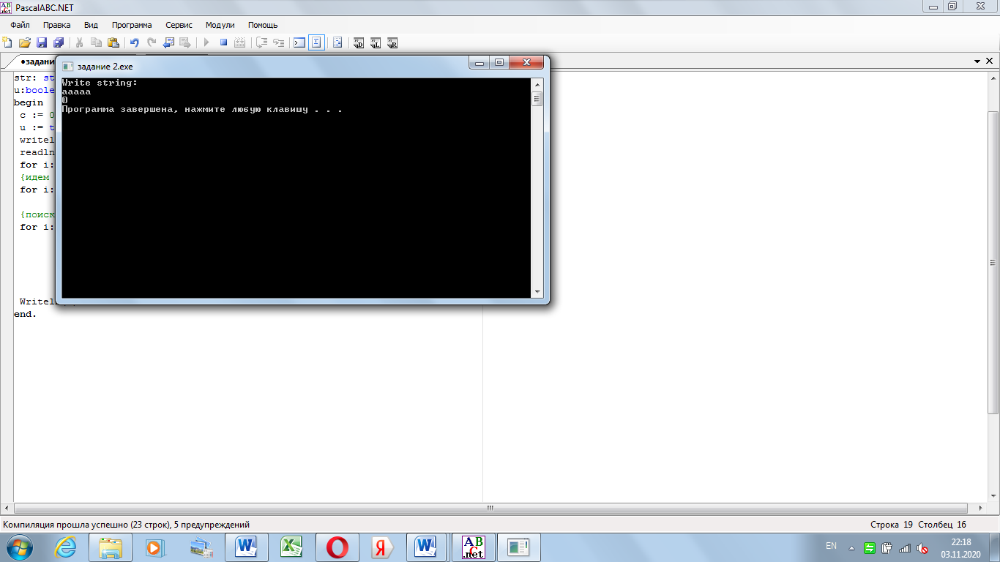 PascalABC.NET
Файл Правка Вид Программа Сервис Модули Помощь
•задани
задание 2.exe
Write string:
aaaaa
0
Программа завершена, нажмите любую клавишу . . .
str: st
u:boole
begin
c := 0
u := t
writel
readln
for i:
{идем
for i:
{поиск
for i:
Writel
end.
Компиляция прошла успешно (23 строк), 5 предупреждений
Строка 19 Столбец 16
EN
22:18
03.11.2020